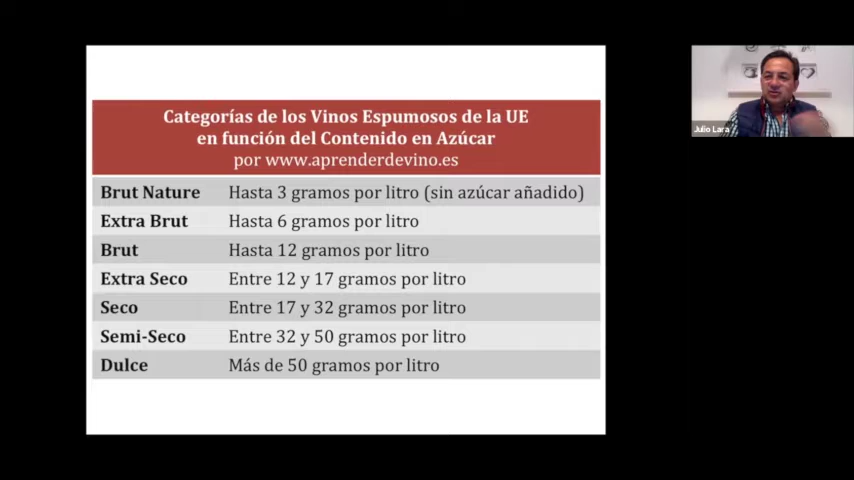 Categorías de los Vinos Espumosos de la UE
en función del Contenido en Azúcar
por www.aprenderdevino.es
Brut Nature Hasta 3 gramos por litro (sin azúcar añadido)
Extra Brut Hasta 6 gramos por litro
Brut Hasta 12 gramos por litro
Extra Seco Entre 12 y 17 gramos por litro
Seco Entre 17 y 32 gramos por litro
Semi-Seco Entre 32 y 50 gramos por litro
Dulce Más de 50 gramos por litro
Julio Lara